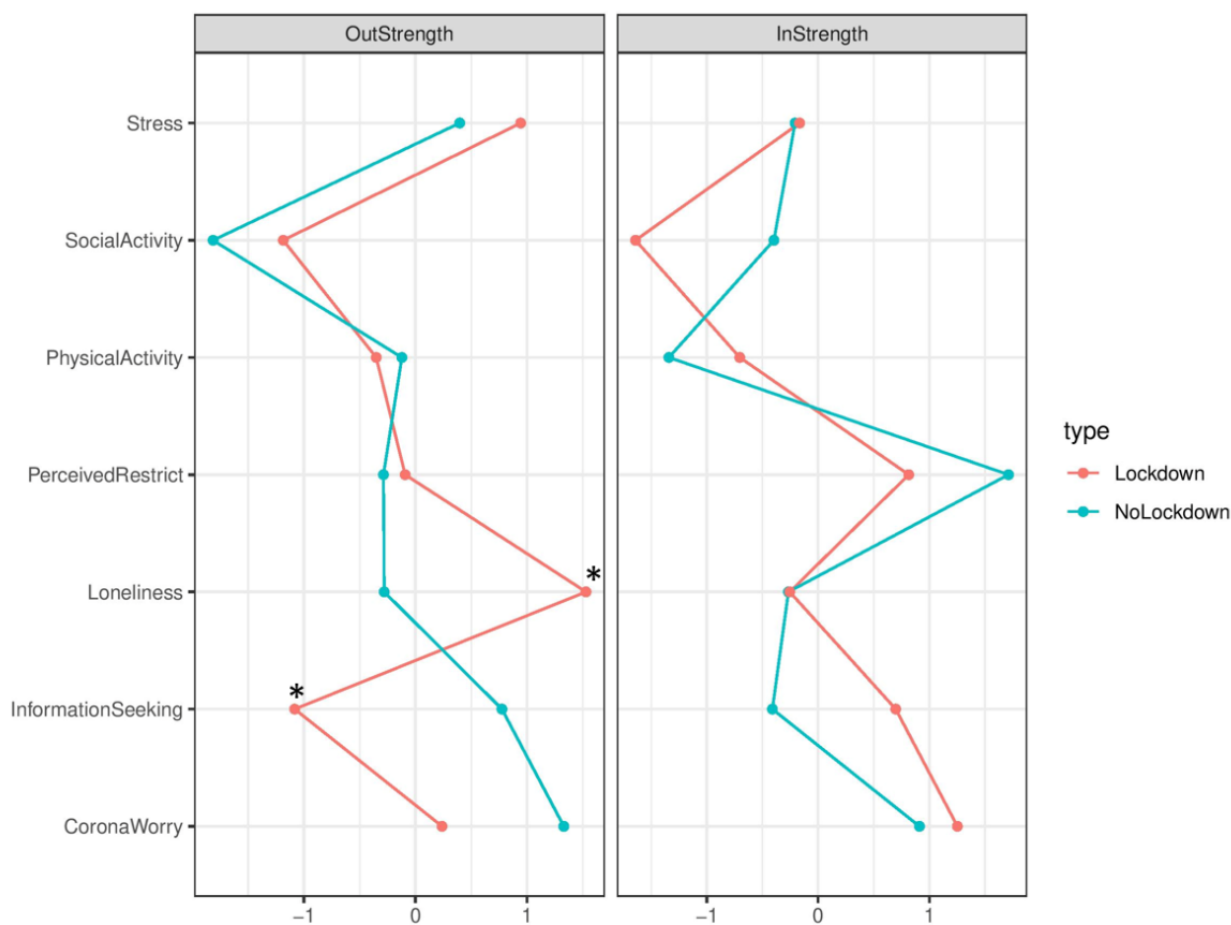 OutStrength
InStrength
Stress
SocialActivity
PhysicalActivity
PerceivedRestrict
Loneliness
*
InformationSeeking
*
CoronaWorry
−1 0 1
−1 0 1
type
Lockdown
NoLockdown